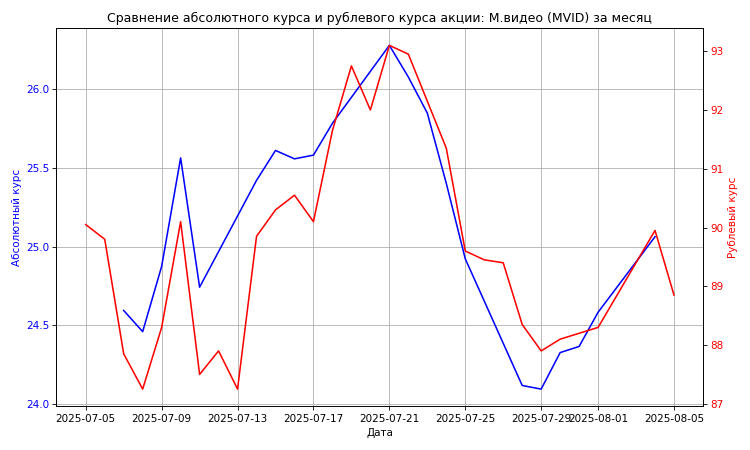 Сравнение абсолютного курса и рублевого курса акции: М.видео (MVID) за месяц
Абсолютный курс
26.0
25.5
25.0
24.5
24.0
93
92
91
90
89
88
87
Рублевый курс
2025-07-05 2025-07-09 2025-07-13 2025-07-17 2025-07-21 2025-07-25 2025-07-29 2025-08-01 2025-08-05
Дата